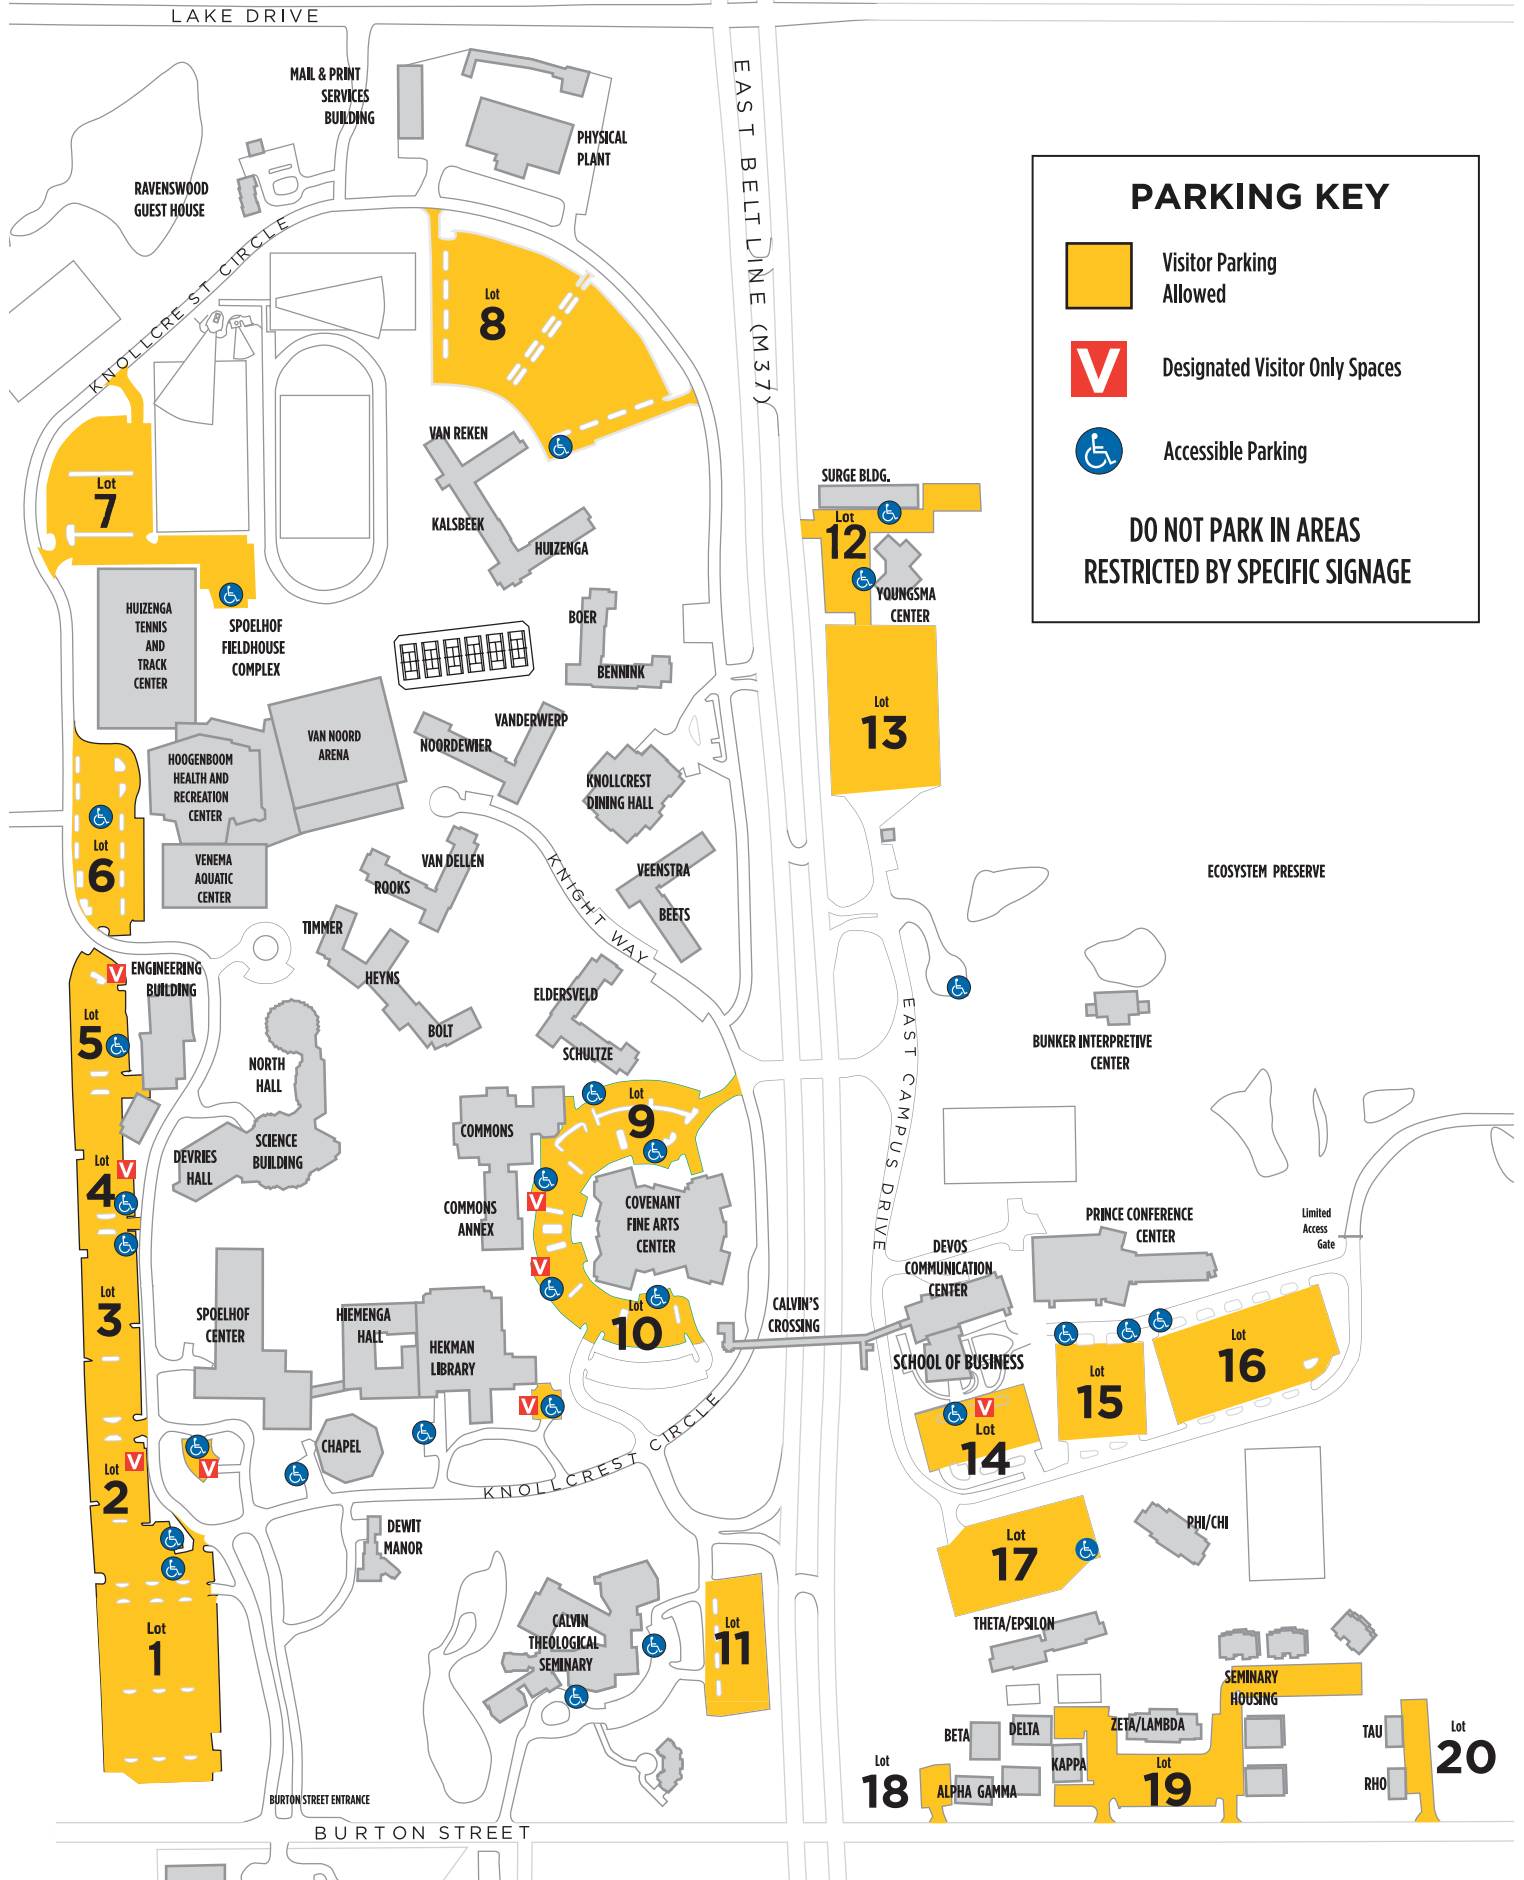 LAKE DRIVE
MAIL & PRINT
SERVICES
BUILDING
PHYSICAL
PLANT
RAVENSWOOD
GUEST HOUSE
KNOLLCREST CIRCLE
EAST BELTLINE (M37)
PARKING KEY
Visitor Parking
Allowed
V
Designated Visitor Only Spaces
Accessible Parking
DO NOT PARK IN AREAS
RESTRICTED BY SPECIFIC SIGNAGE
Lot
8
VAN REKEN
KALSBEEK
HUIZENGA
Lot
7
SURGE BLDG.
Lot
12
YOUNGSMA
CENTER
HUIZENGA
TENNIS
AND
TRACK
CENTER
SPOELHOF
FIELDHOUSE
COMPLEX
BOER
BENNINK
Lot
13
VANDERWERP
NOORDEWIER
VAN NOORD
ARENA
HOOGENBOOM
HEALTH AND
RECREATION
CENTER
KNOLLCREST
DINING HALL
Lot
6
VENEMA
AQUATIC
CENTER
VAN DELLEN
ROOKS
KNIGHT WAY
VEENSTRA
BEETS
ECOSYSTEM PRESERVE
TIMMER
HEYNS
BOLT
V
ENGINEERING
BUILDING
Lot
5
ELDERSVELD
SCHULTZE
EAST CAMPUS DRIVE
BUNKER INTERPRETIVE
CENTER
NORTH
HALL
Lot
9
COMMONS
SCIENCE
BUILDING
DEVRIES
HALL
Lot
4
V
COMMONS
ANNEX
V
COVENANT
FINE ARTS
CENTER
V
PRINCE CONFERENCE
CENTER
Limited
Access
Gate
DEVOS
COMMUNICATION
CENTER
Lot
3
SPOELHOF
CENTER
HIEMENGA
HALL
HEKMAN
LIBRARY
Lot
10
CALVIN'S
CROSSING
SCHOOL OF BUSINESS
Lot
15
Lot
16
V
V
Lot
14
CHAPEL
V
V
Lot
2
KNOLLCREST CIRCLE
DEWIT
MANOR
Lot
17
PHI/CHI
Lot
1
CALVIN
THEOLOGICAL
SEMINARY
Lot
11
THETA/EPSILON
SEMINARY
HOUSING
BETA
DELTA
ZETA/LAMBDA
KAPPA
Lot
18
ALPHA GAMMA
Lot
19
TAU
RHO
Lot
20
BURTON STREET ENTRANCE
BURTON STREET